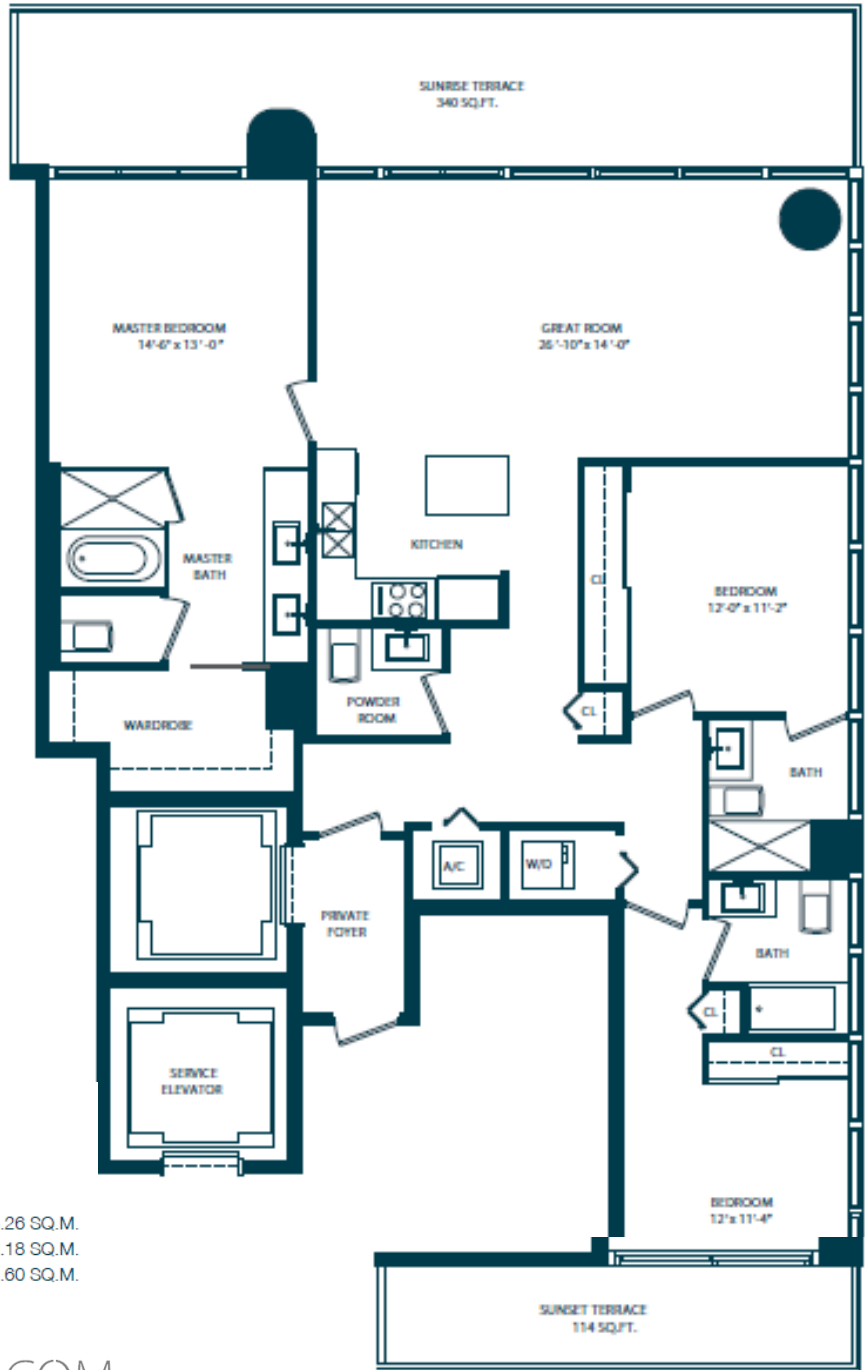 SUNRISE TERRACE
340 SQ.FT.
MASTER BEDROOM
14'-6" x 13'-0"
GREAT ROOM
26'-10" x 14'-0"
KITCHEN
MASTER
BATH
CL
BEDROOM
12'-0" x 11'-2"
POWDER
ROOM
CL
WARDROBE
BATH
A/C
W/D
PRIVATE
FOYER
BATH
CL
CL
SERVICE
ELEVATOR
BEDROOM
12' x 11'-4"
.26 SQ.M.
.18 SQ.M.
.60 SQ.M.
SUNSET TERRACE
114 SQ.FT.
COM